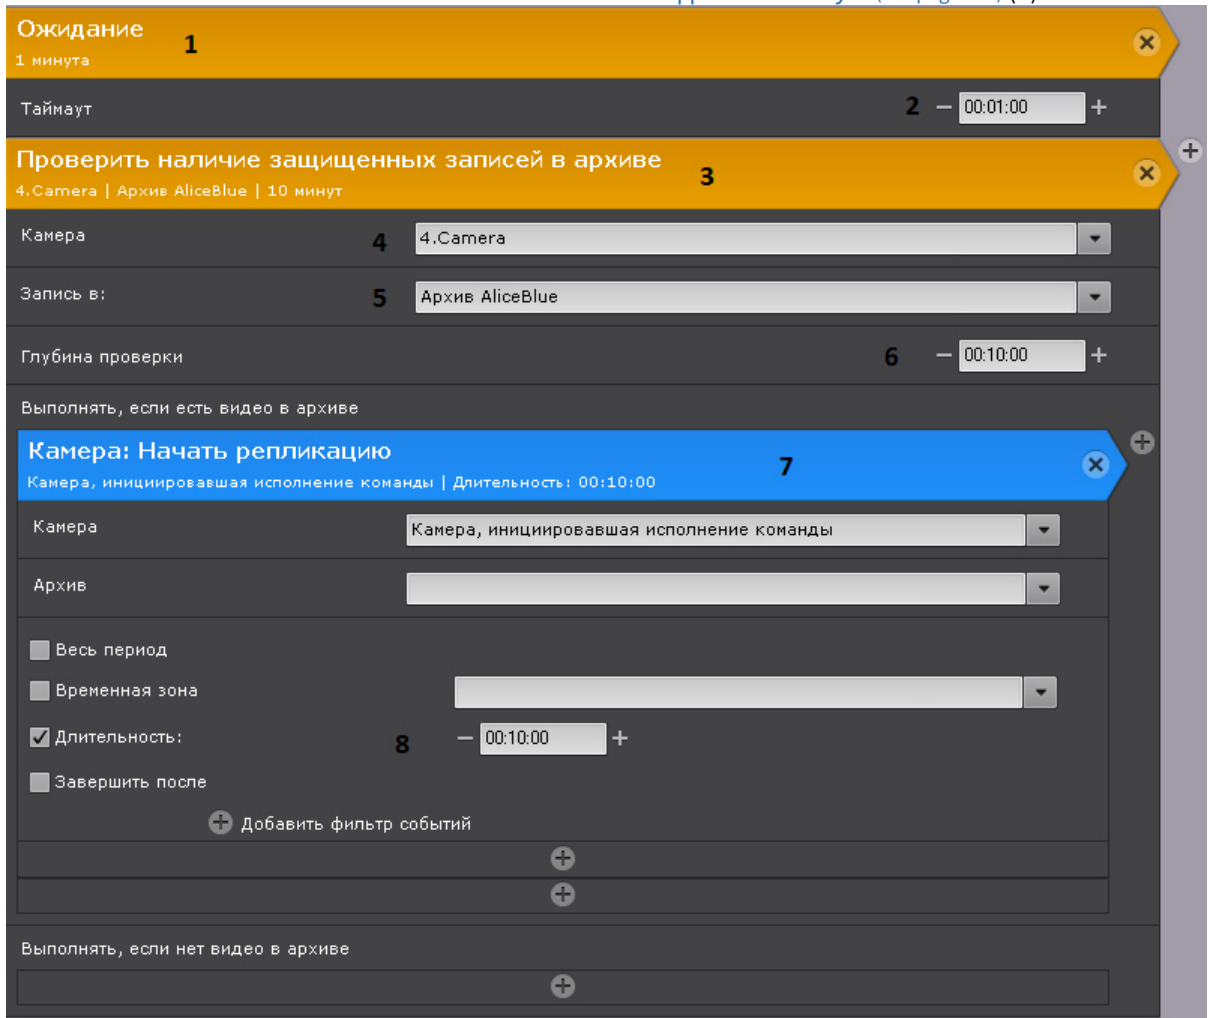 Ожидание 1
1 минута
Таймаут 2 − 00:01:00 +
Проверить наличие защищенных записей в архиве 3
4.Camera | Архив AliceBlue | 10 минут
Камера 4 4.Camera
Запись в: 5 Архив AliceBlue
Глубина проверки 6 − 00:10:00 +
Выполнять, если есть видео в архиве
Камера: Начать репликацию 7
Камера, инициировавшая исполнение команды | Длительность: 00:10:00
Камера Камера, инициировавшая исполнение команды
Архив
Весь период
Временная зона
Длительность: 8 − 00:10:00 +
Завершить после
Добавить фильтр событий
Выполнять, если нет видео в архиве